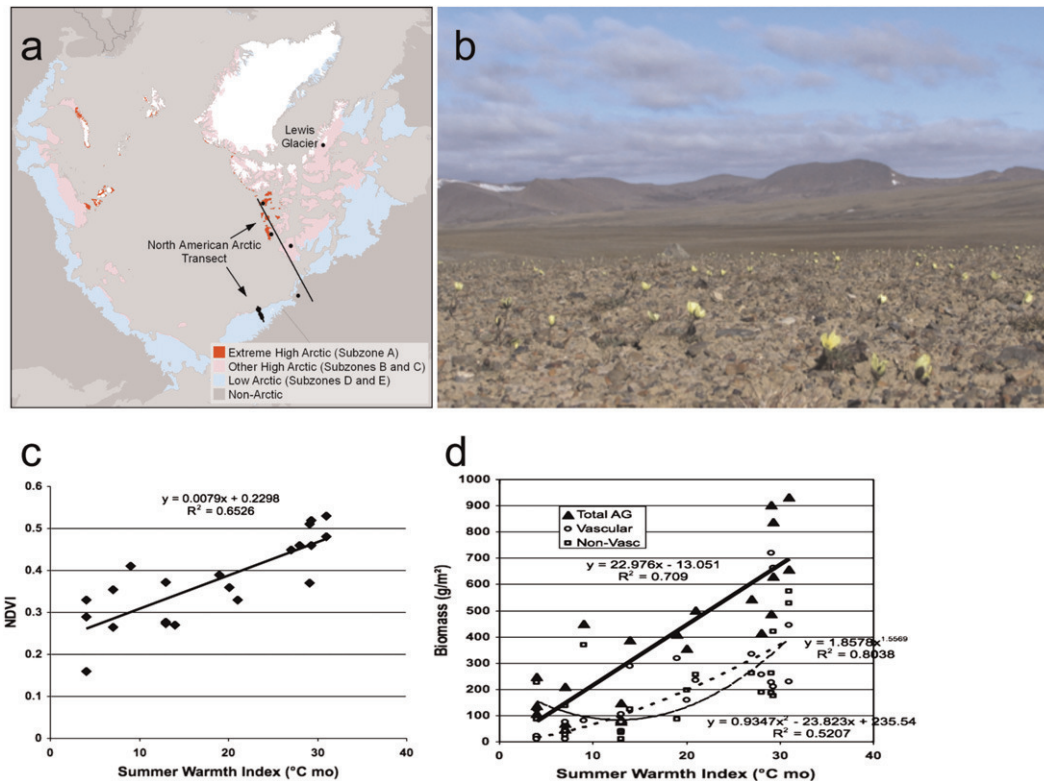 a
Lewis
Glacier
North American Arctic
Transect
Extreme High Arctic (Subzone A)
Other High Arctic (Subzones B and C)
Low Arctic (Subzones D and E)
Non-Arctic
b
c
0.6
0.5
0.4
0.3
0.2
0.1
0
NDVI
y = 0.0079x + 0.2298
R² = 0.6526
0 10 20 30 40
Summer Warmth Index (°C mo)
d
1000
900
800
700
600
500
400
300
200
100
0
Biomass (g/m²)
Total AG
Vascular
Non-Vasc
y = 22.976x - 13.051
R² = 0.709
y = 1.8578x^1.5569
R² = 0.8038
y = 0.9347x² - 23.823x + 235.54
R² = 0.5207
0 10 20 30 40
Summer Warmth Index (°C mo)